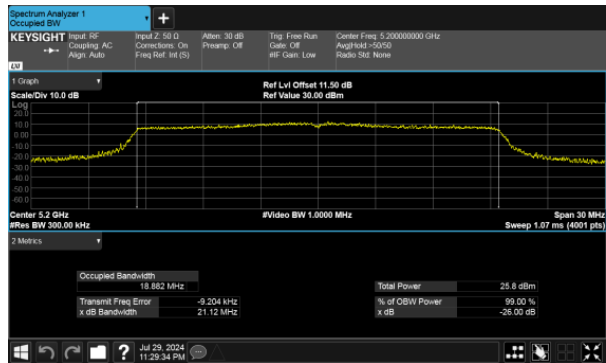 Spectrum Analyzer 1
Occupied BW
KEYSIGHT Input: RF Input Z: 50 Ω Atten: 30 dB Trig: Free Run Center Freq: 5.200000000 GHz
Coupling: AC Corrections: On Preamp: Off Gate: Off Avg|Hold:>50/50
Align: Auto Freq Ref: Int (S) #IF Gain: Low Radio Std: None
1 Graph
Ref Lvl Offset 11.50 dB
Scale/Div 10.0 dB Ref Value 30.00 dBm
Log
20.0
10.0
0.00
-10.0
-20.0
-30.0
-40.0
-50.0
-60.0
Center 5.2 GHz #Video BW 1.0000 MHz Span 30 MHz
#Res BW 300.00 kHz Sweep 1.07 ms (4001 pts)
2 Metrics
Occupied Bandwidth
18.882 MHz Total Power 25.8 dBm
Transmit Freq Error -9.204 kHz % of OBW Power 99.00 %
x dB Bandwidth 21.12 MHz x dB -26.00 dB
Jul 29, 2024
11:29:34 PM